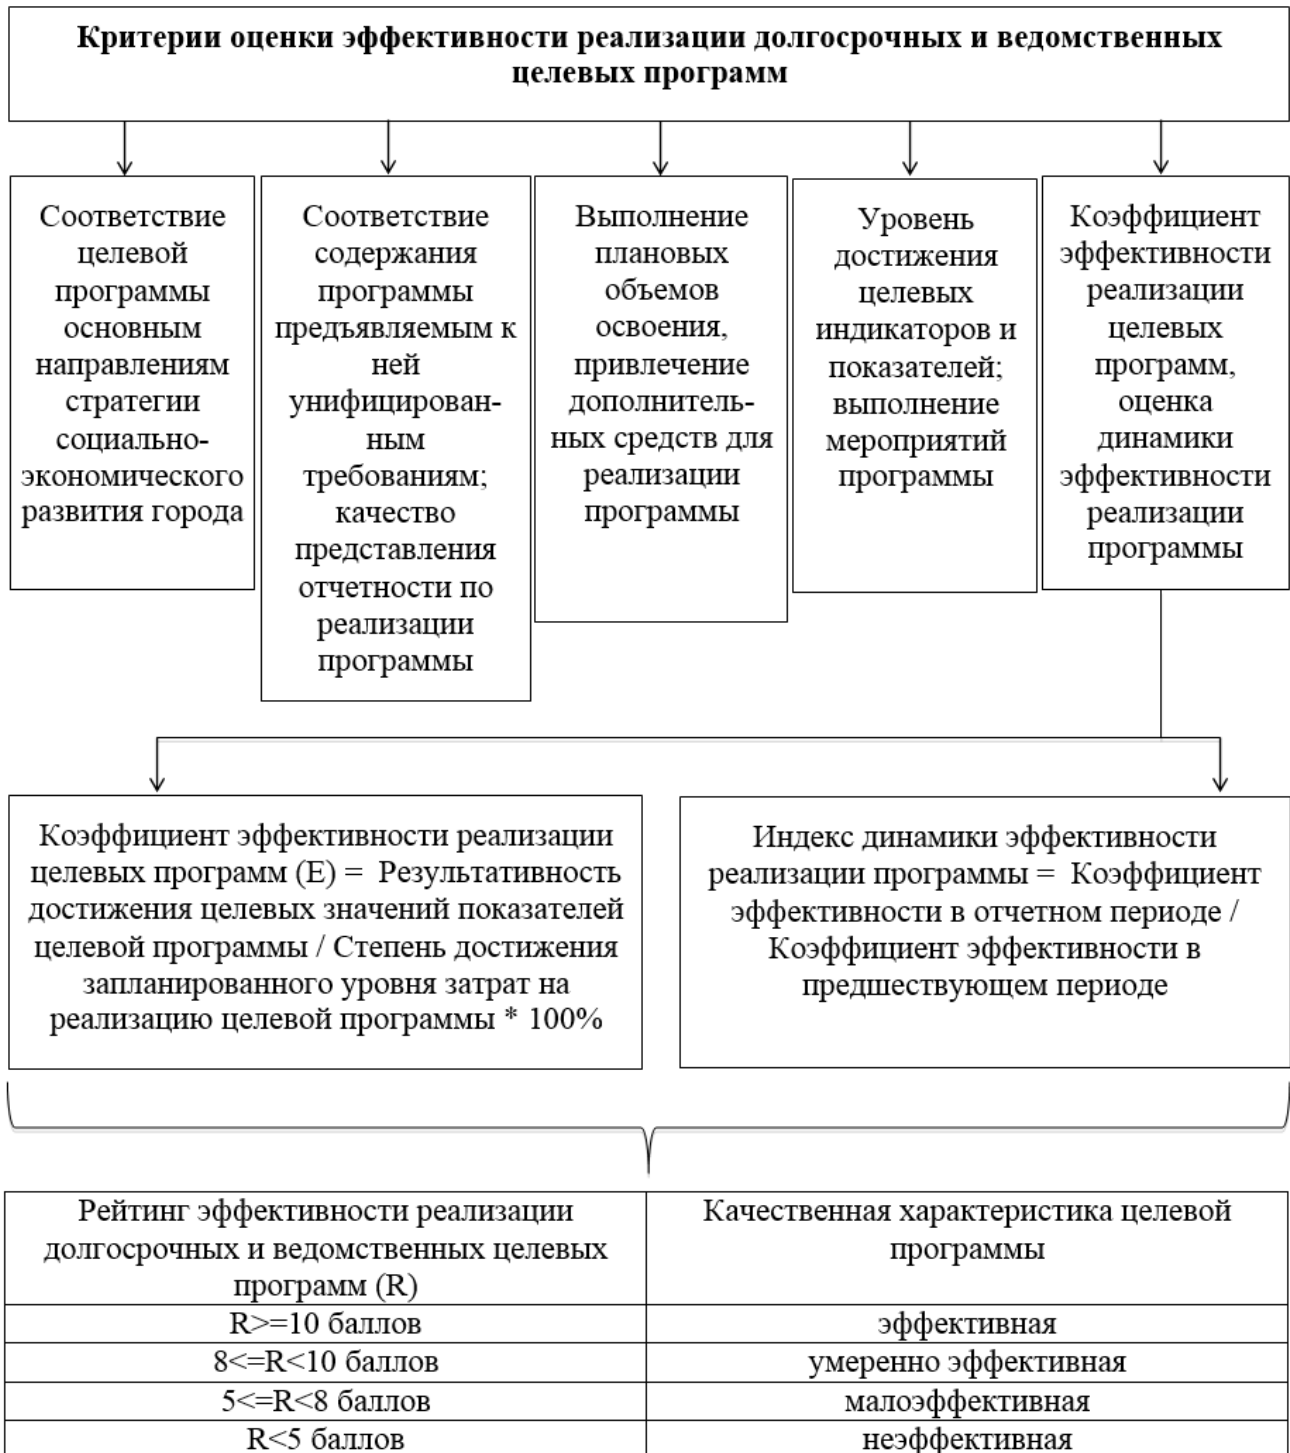 Критерии оценки эффективности реализации долгосрочных и ведомственных
целевых программ
Соответствие
целевой
программы
основным
направлениям
стратегии
социально-
экономического
развития города
Соответствие
содержания
программы
предъявляемым к
ней
унифицирован-
ным
требованиям;
качество
представления
отчетности по
реализации
программы
Выполнение
плановых
объемов
освоения,
привлечение
дополнитель-
ных средств для
реализации
программы
Уровень
достижения
целевых
индикаторов и
показателей;
выполнение
мероприятий
программы
Коэффициент
эффективности
реализации
целевых
программ,
оценка
динамики
эффективности
реализации
программы
Коэффициент эффективности реализации
целевых программ (E) = Результативность
достижения целевых значений показателей
целевой программы / Степень достижения
запланированного уровня затрат на
реализацию целевой программы * 100%
Индекс динамики эффективности
реализации программы = Коэффициент
эффективности в отчетном периоде /
Коэффициент эффективности в
предшествующем периоде
Рейтинг эффективности реализации
долгосрочных и ведомственных целевых
программ (R)
Качественная характеристика целевой
программы
R>=10 баллов
эффективная
8<=R<10 баллов
умеренно эффективная
5<=R<8 баллов
малоэффективная
R<5 баллов
неэффективная